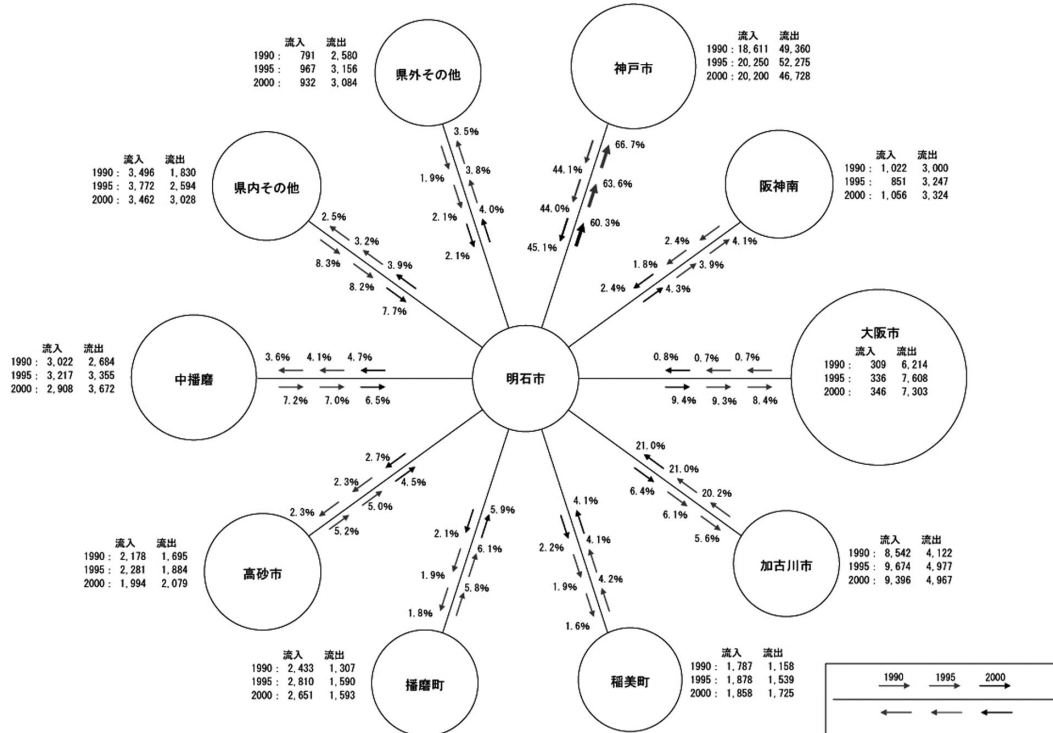 流入 流出
1990： 791 2,580
1995： 967 3,156
2000： 932 3,084
県外その他
流入 流出
1990：18,611 49,360
1995：20,250 52,275
2000：20,200 46,728
神戸市
流入 流出
1990： 3,496 1,830
1995： 3,772 2,594
2000： 3,462 3,028
県内その他
流入 流出
1990： 1,022 3,000
1995： 851 3,247
2000： 1,056 3,324
阪神南
3.5%
3.8%
4.0%
1.9%
2.1%
2.1%
66.7%
63.6%
60.3%
44.1%
44.0%
45.1%
2.5%
3.2%
3.9%
8.3%
8.2%
7.7%
2.4%
1.8%
2.4%
4.1%
3.9%
4.3%
流入 流出
1990： 3,022 2,684
1995： 3,217 3,355
2000： 2,908 3,672
中播磨
3.6% 4.1% 4.7%
7.2% 7.0% 6.5%
明石市
0.8% 0.7% 0.7%
9.4% 9.3% 8.4%
大阪市
流入 流出
1990： 309 6,214
1995： 336 7,608
2000： 346 7,303
2.7%
2.3%
2.3%
4.5%
5.0%
5.2%
流入 流出
1990： 2,178 1,695
1995： 2,281 1,884
2000： 1,994 2,079
高砂市
21.0%
21.0%
20.2%
6.4%
6.1%
5.6%
加古川市
流入 流出
1990： 8,542 4,122
1995： 9,674 4,977
2000： 9,396 4,967
5.9%
6.1%
5.8%
2.1%
1.9%
1.8%
流入 流出
1990： 2,433 1,307
1995： 2,810 1,590
2000： 2,651 1,593
播磨町
4.1%
4.1%
4.2%
2.2%
1.9%
1.6%
稲美町
流入 流出
1990： 1,787 1,158
1995： 1,878 1,539
2000： 1,858 1,725
1990 1995 2000